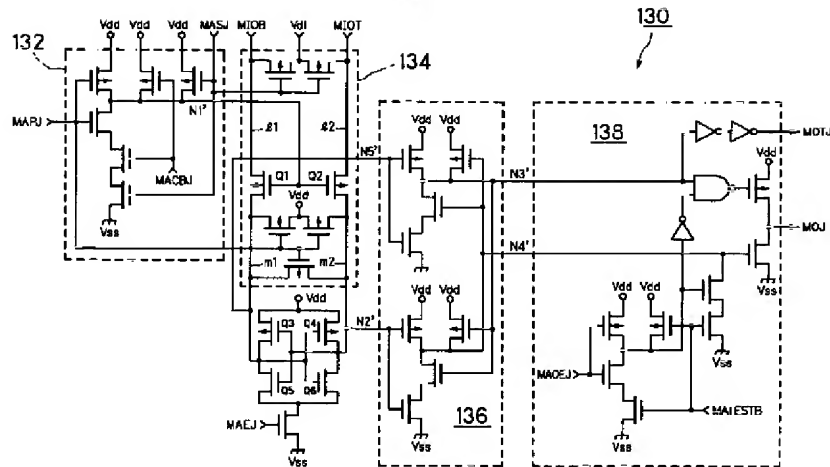 Vdd Vdd Vdd MASJ MIOB Vdl MIOT
130
132
134
MARJ
N1'
ℓ1 ℓ2
Vdd Vdd
138
MOTJ
Vdd
N5'
N3'
MACBJ
Q1 Q2
Vdd
Vss
MOJ
N4'
m1 m2
Vss
Vdd
Vdd Vdd
Vdd Vdd
Q3 Q4
N2'
Vss
Q5 Q6
MAOEJ
136
MAEJ
MAIESTB
Vss
Vss
Vss